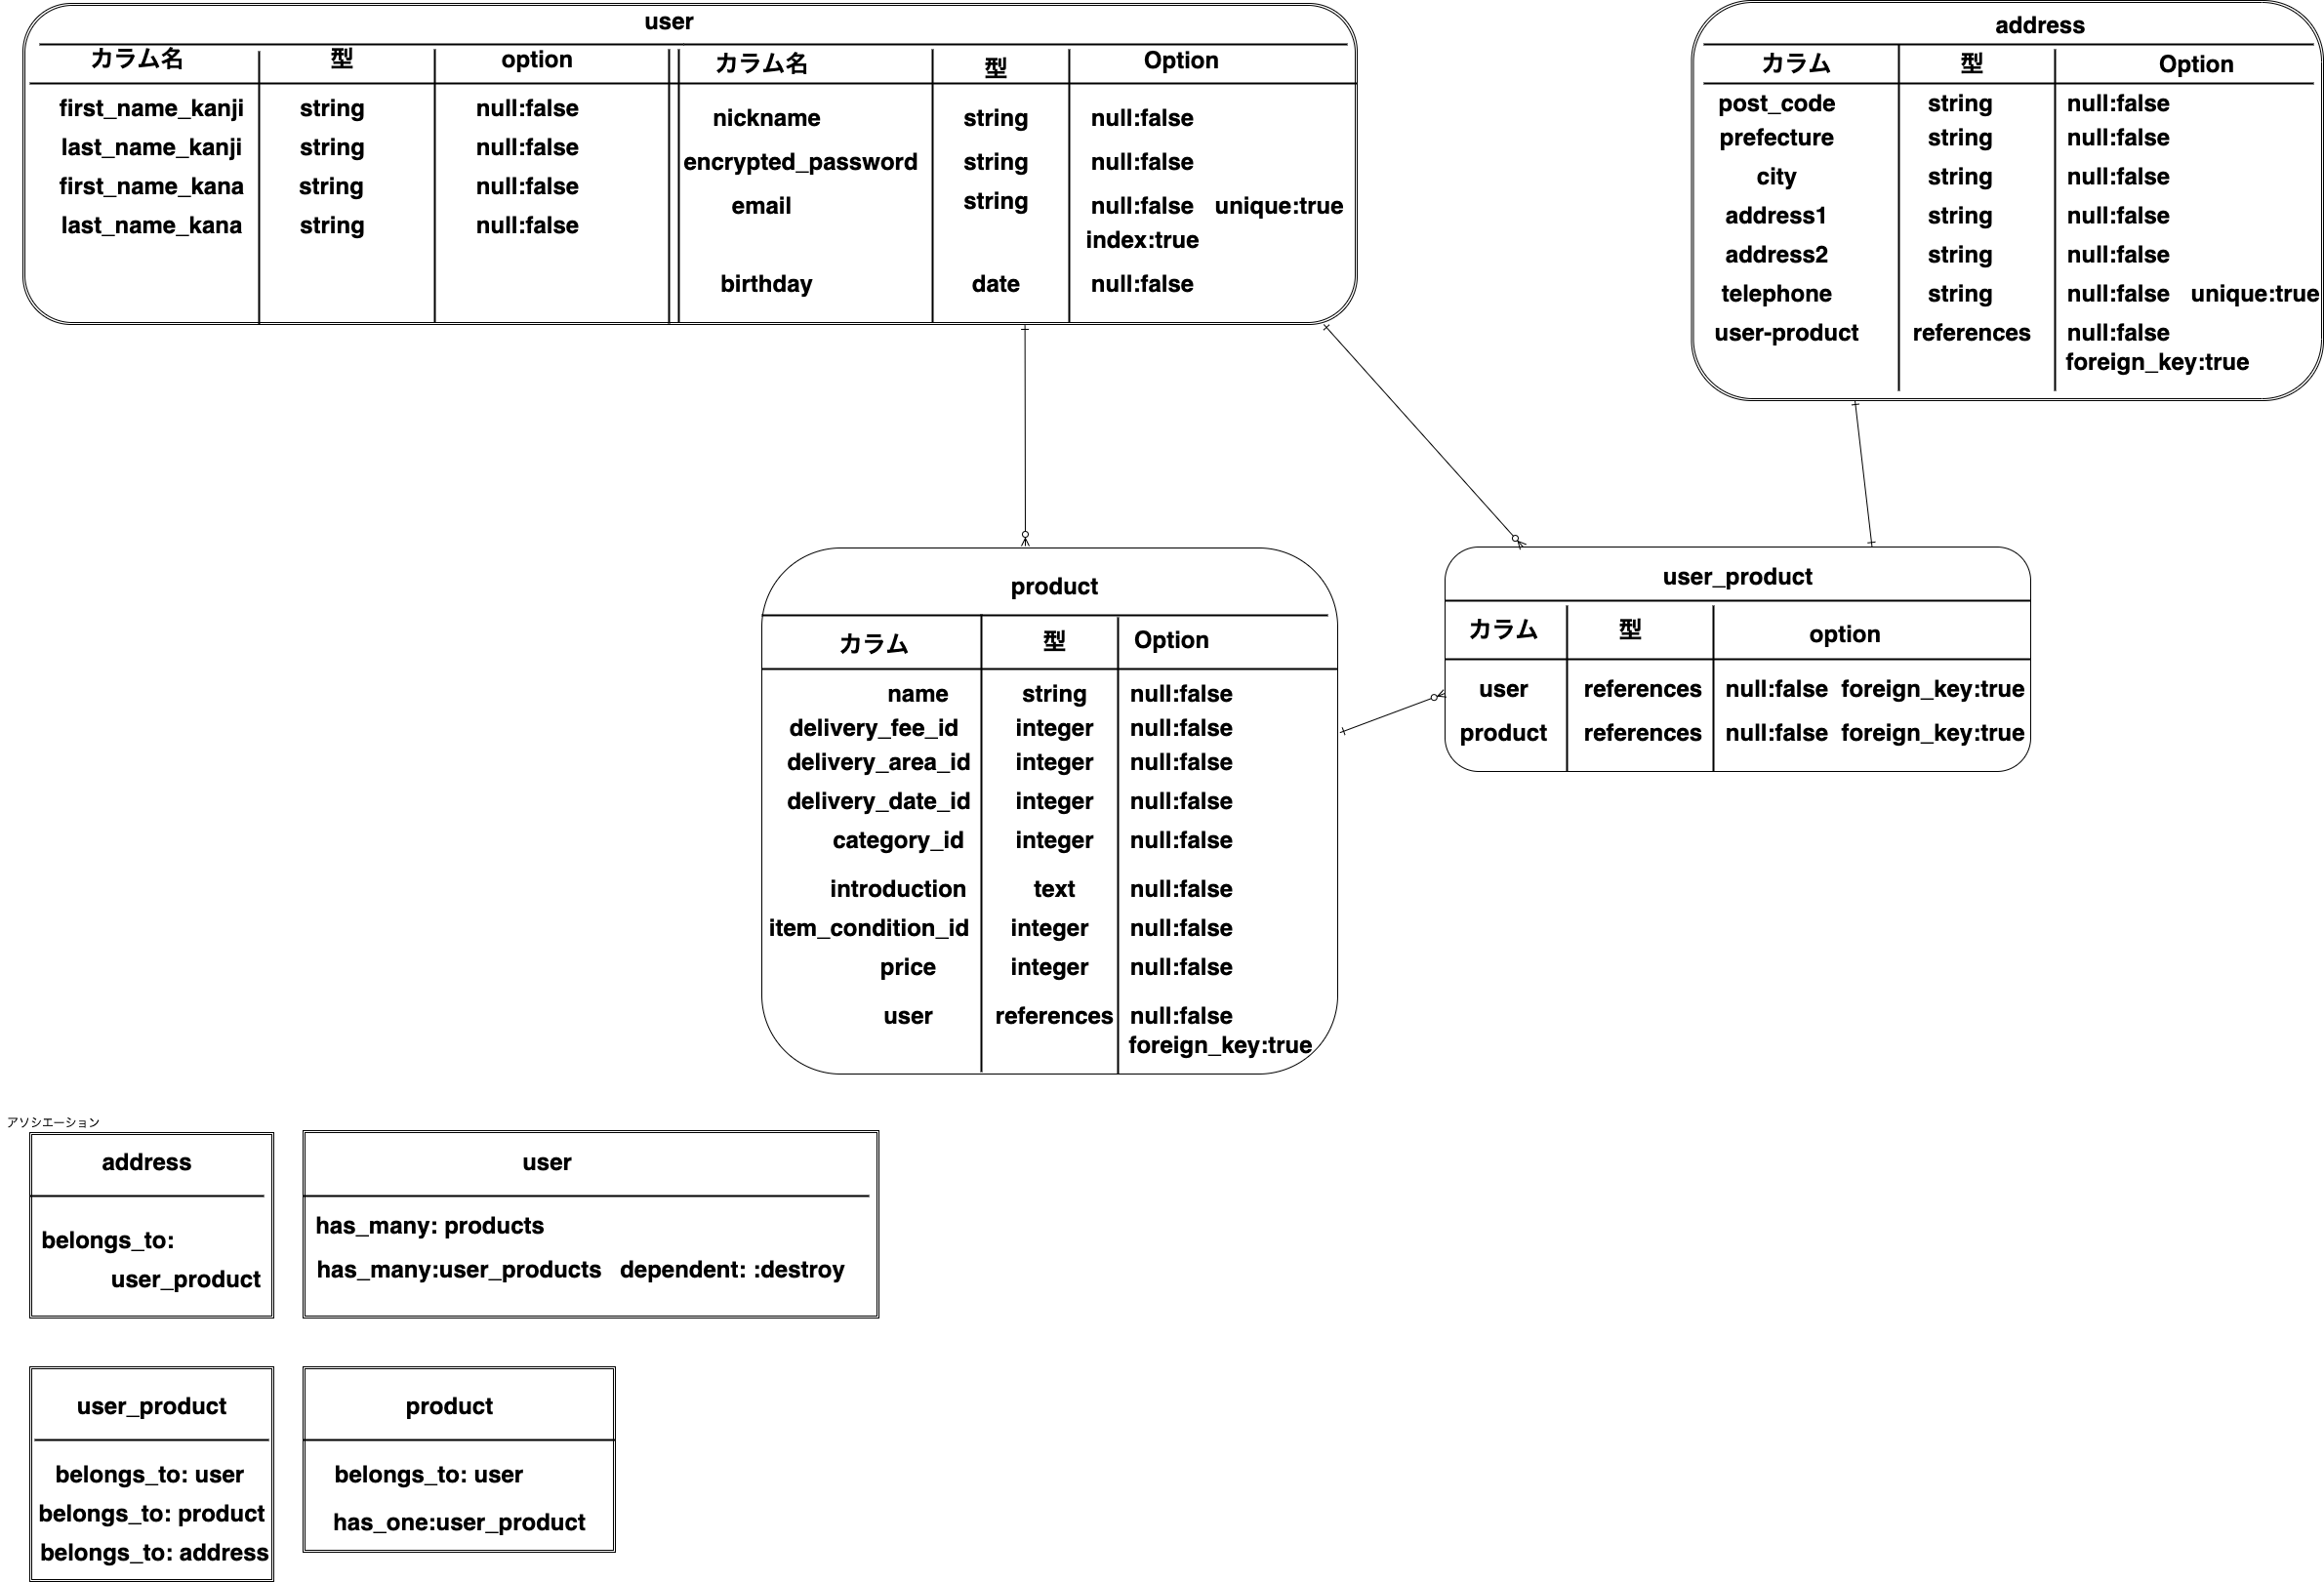 user
カラム名 型 option カラム名 型 Option
first_name_kanji string null:false
last_name_kanji string null:false
first_name_kana string null:false
last_name_kana string null:false
nickname string null:false
encrypted_password string null:false
email string null:false unique:true
index:true
birthday date null:false
address
カラム 型 Option
post_code string null:false
prefecture string null:false
city string null:false
address1 string null:false
address2 string null:false
telephone string null:false unique:true
user-product references null:false
foreign_key:true
product
カラム 型 Option
name string null:false
delivery_fee_id integer null:false
delivery_area_id integer null:false
delivery_date_id integer null:false
category_id integer null:false
introduction text null:false
item_condition_id integer null:false
price integer null:false
user references null:false
foreign_key:true
user_product
カラム 型 option
user references null:false foreign_key:true
product references null:false foreign_key:true
アソシエーション
address
belongs_to:
user_product
user
has_many: products
has_many:user_products dependent: :destroy
user_product
belongs_to: user
belongs_to: product
belongs_to: address
product
belongs_to: user
has_one:user_product